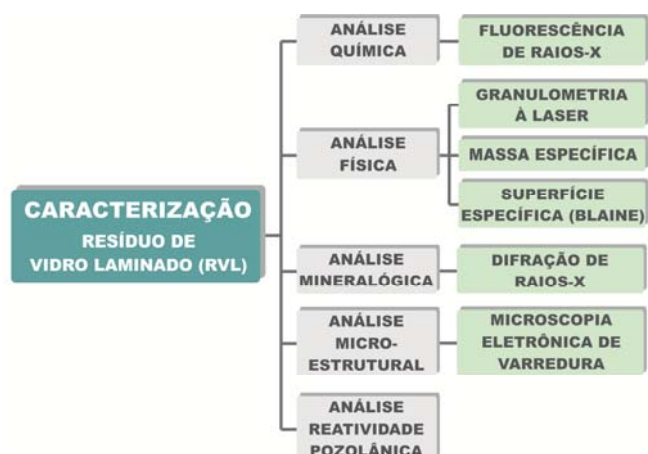 CARACTERIZAÇÃO
RESÍDUO DE
VIDRO LAMINADO (RVL)
ANÁLISE
QUÍMICA
FLUORESCÊNCIA
DE RAIOS-X
ANÁLISE
FÍSICA
GRANULOMETRIA
À LASER
MASSA ESPECÍFICA
SUPERFÍCIE
ESPECÍFICA (BLAINE)
ANÁLISE
MINERALÓGICA
DIFRAÇÃO DE
RAIOS-X
ANÁLISE
MICRO-
ESTRUTURAL
MICROSCOPIA
ELETRÔNICA DE
VARREDURA
ANÁLISE
REATIVIDADE
POZOLÂNICA